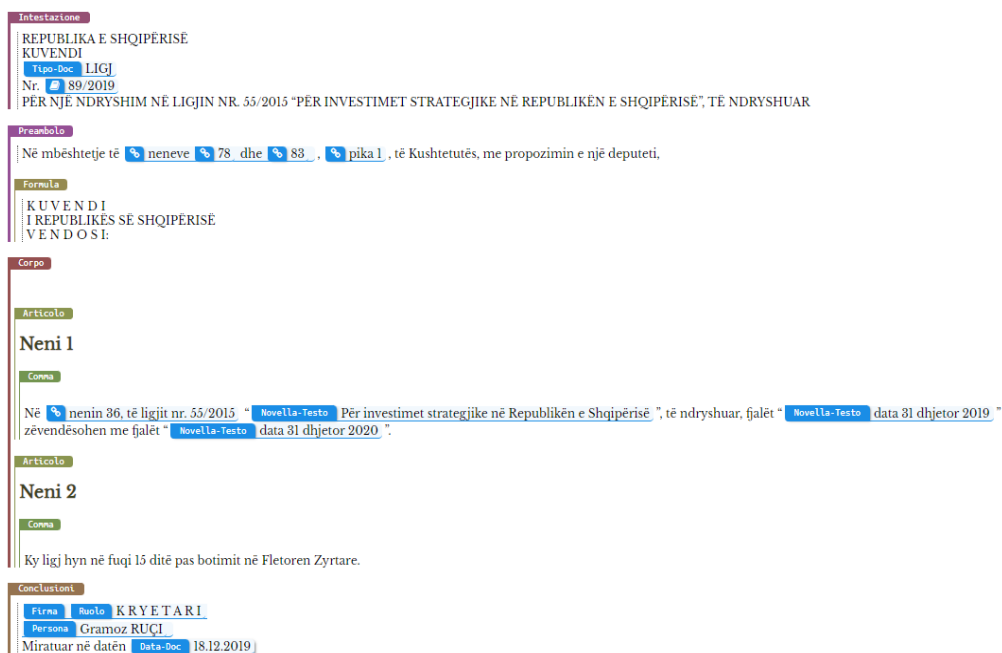 Intestazione
REPUBLIKA E SHQIPËRISË
KUVENDI
Tipo-Doc LIGJ
Nr. 89/2019
PËR NJË NDRYSHIM NË LIGJIN NR. 55/2015 “PËR INVESTIMET STRATEGJIKE NË REPUBLIKËN E SHQIPËRISË”, TË NDRYSHUAR
Preambolo
Në mbështetje të neneve 78 dhe 83 , pika 1 , të Kushtetutës, me propozimin e një deputeti,
Formula
K U V E N D I
I REPUBLIKËS SË SHQIPËRISË
V E N D O S I:
Corpo
Articolo
Neni 1
Comma
Në nenin 36, të ligjit nr. 55/2015 “ Novella-Testo Për investimet strategjike në Republikën e Shqipërisë ”, të ndryshuar, fjalët “ Novella-Testo data 31 dhjetor 2019 ”
zëvendësohen me fjalët “ Novella-Testo data 31 dhjetor 2020 ”.
Articolo
Neni 2
Comma
Ky ligj hyn në fuqi 15 ditë pas botimit në Fletoren Zyrtare.
Conclusioni
Firma Ruolo K R Y E T A R I
Persona Gramoz RUÇI
Miratuar në datën Data-Doc 18.12.2019